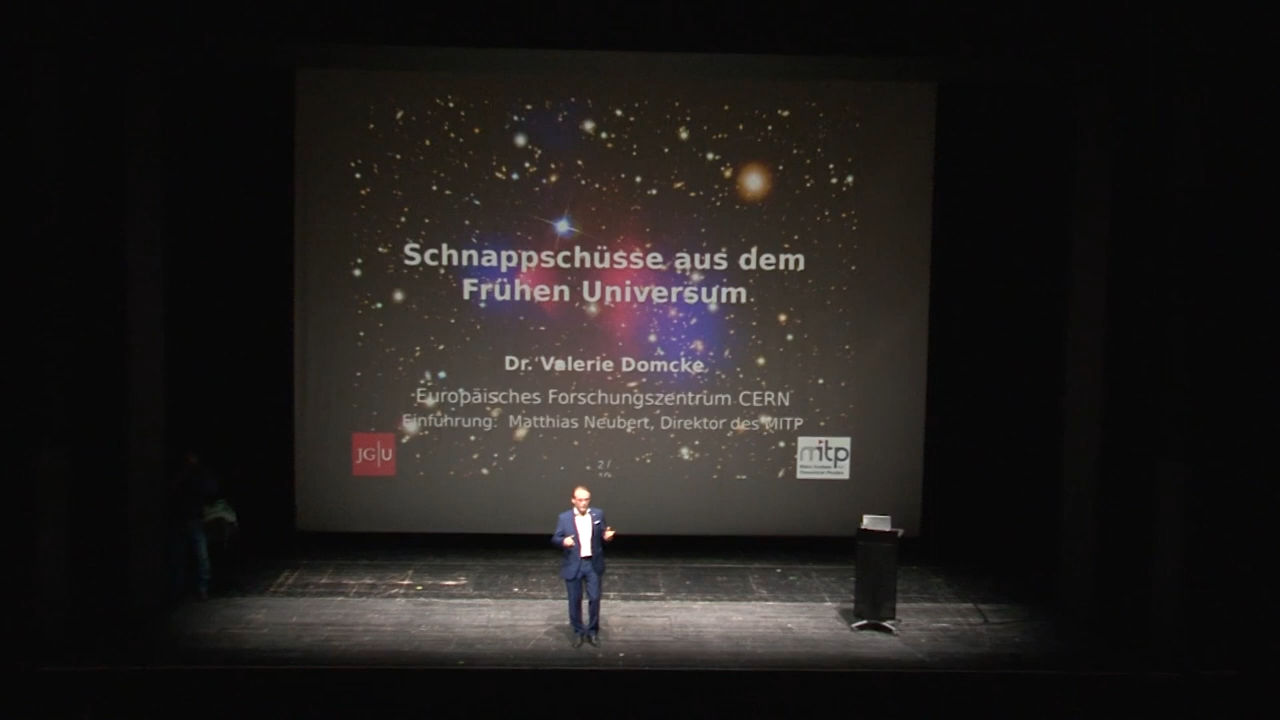 Schnappschüsse aus dem
Frühen Universum
Dr. Valerie Domcke
Europäisches Forschungszentrum CERN
Einführung: Matthias Neubert, Direktor des MITP
JG|U
mitp
2 /